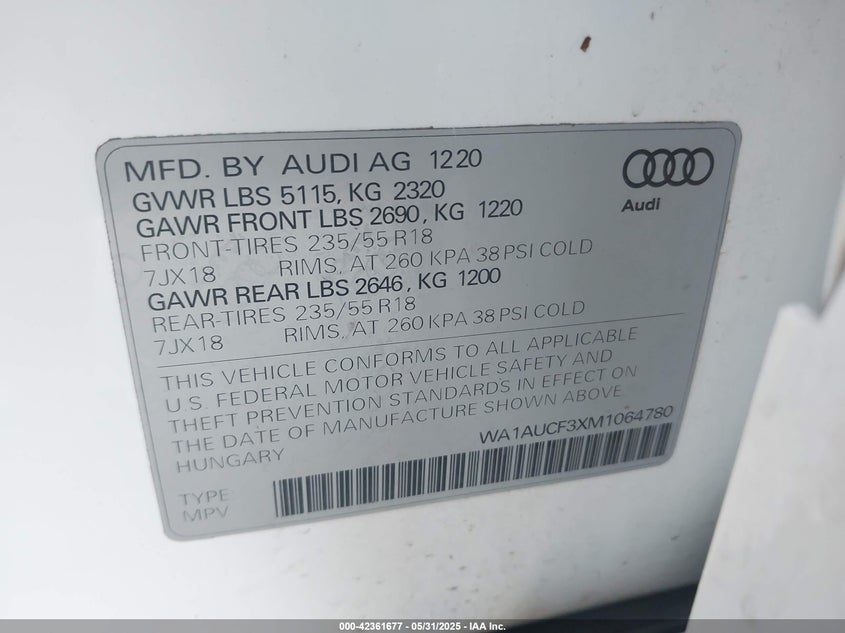 MFD. BY AUDI AG 1220
GVWR LBS 5115, KG 2320
GAWR FRONT LBS 2690, KG 1220
FRONT-TIRES 235/55 R18
7JX18 RIMS, AT 260 KPA 38 PSI COLD
GAWR REAR LBS 2646, KG 1200
REAR-TIRES 235/55 R18
7JX18 RIMS, AT 260 KPA 38 PSI COLD
Audi
THIS VEHICLE CONFORMS TO ALL APPLICABLE
U.S. FEDERAL MOTOR VEHICLE SAFETY AND
THEFT PREVENTION STANDARDS IN EFFECT ON
THE DATE OF MANUFACTURE SHOWN ABOVE
HUNGARY
WA1AUCF3XM1064780
TYPE:
MPV
000-42361677 - 05/31/2025 - IAA Inc.